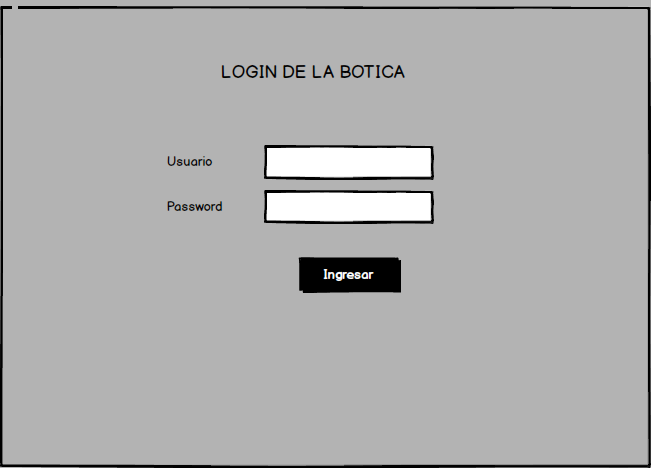 LOGIN DE LA BOTICA
Usuario
Password
Ingresar